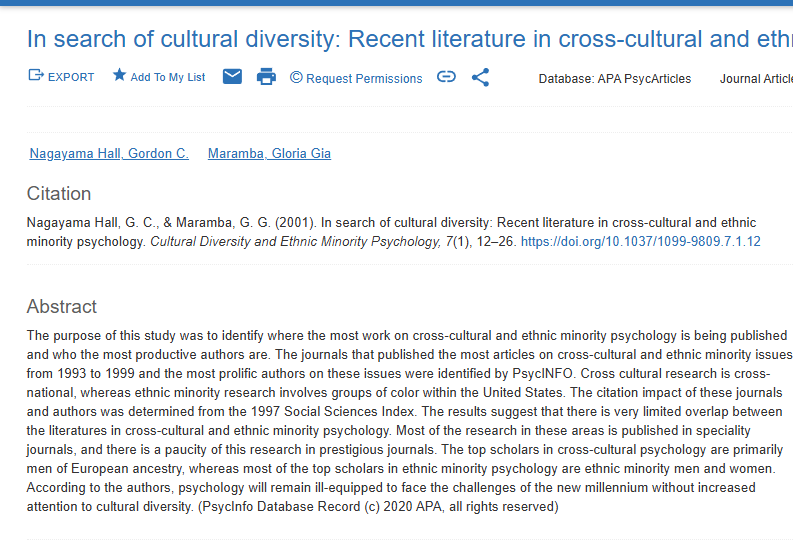 In search of cultural diversity: Recent literature in cross-cultural and
EXPORT Add To My List © Request Permissions Database: APA PsycArticles Journal
Nagayama Hall, Gordon C. Maramba, Gloria Gia
Citation
Nagayama Hall, G. C., & Maramba, G. G. (2001). In search of cultural diversity: Recent literature in cross-cultural and ethnic
minority psychology. Cultural Diversity and Ethnic Minority Psychology, 7(1), 12–26. https://doi.org/10.1037/1099-9809.7.1.12
Abstract
The purpose of this study was to identify where the most work on cross-cultural and ethnic minority psychology is being published
and who the most productive authors are. The journals that published the most articles on cross-cultural and ethnic minority issues
from 1993 to 1999 and the most prolific authors on these issues were identified by PsycINFO. Cross cultural research is cross-
national, whereas ethnic minority research involves groups of color within the United States. The citation impact of these journals
and authors was determined from the 1997 Social Sciences Index. The results suggest that there is very limited overlap between
the literatures in cross-cultural and ethnic minority psychology. Most of the research in these areas is published in speciality
journals, and there is a paucity of this research in prestigious journals. The top scholars in cross-cultural psychology are primarily
men of European ancestry, whereas most of the top scholars in ethnic minority psychology are ethnic minority men and women.
According to the authors, psychology will remain ill-equipped to face the challenges of the new millennium without increased
attention to cultural diversity. (PsycInfo Database Record (c) 2020 APA, all rights reserved)